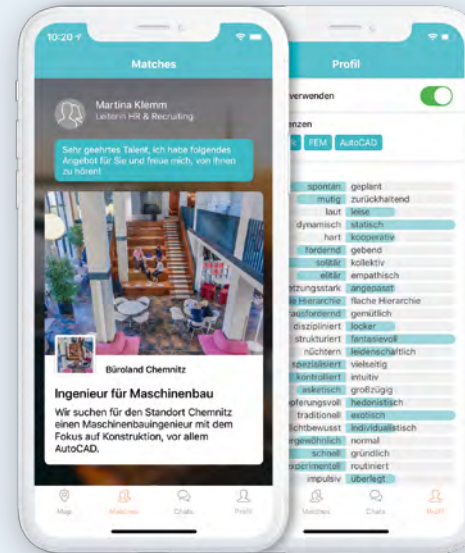 10:20
Matches
Martina Klemm
Leiterin HR & Recruiting
Sehr geehrtes Talent, ich habe folgendes
Angebot für Sie und freue mich, von Ihnen
zu hören!
Büroland Chemnitz
Ingenieur für Maschinenbau
Wir suchen für den Standort Chemnitz
einen Maschinenbauingenieur mit dem
Fokus auf Konstruktion, vor allem
AutoCAD.
Map
Matches
Chats
Profil
Profil
verwenden
FEM AutoCAD
spontan geplant
mutig zurückhaltend
laut leise
dynamisch statisch
hart kooperativ
fordernd gebend
solitär kollektiv
elitär empathisch
angepasst
Hierarchie flache Hierarchie
gemütlich
diszipliniert locker
strukturiert fantasievoll
nüchtern leidenschaftlich
spezialisiert vielseitig
kontrolliert intuitiv
asketisch großzügig
hedonistisch
traditionell exotisch
individualistisch
normal
schnell gründlich
experimentell routiniert
impulsiv überlegt
Matches
Chats
Profil